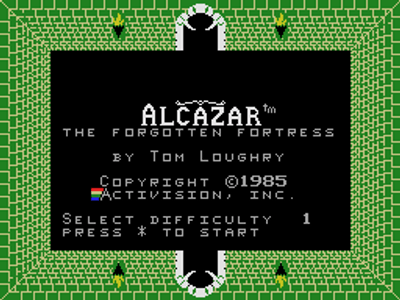 ALCAZAR™
THE FORGOTTEN FORTRESS
BY TOM LOUGHRY
COPYRIGHT ©1985
ACTIVISION, INC.
SELECT DIFFICULTY 1
PRESS * TO START